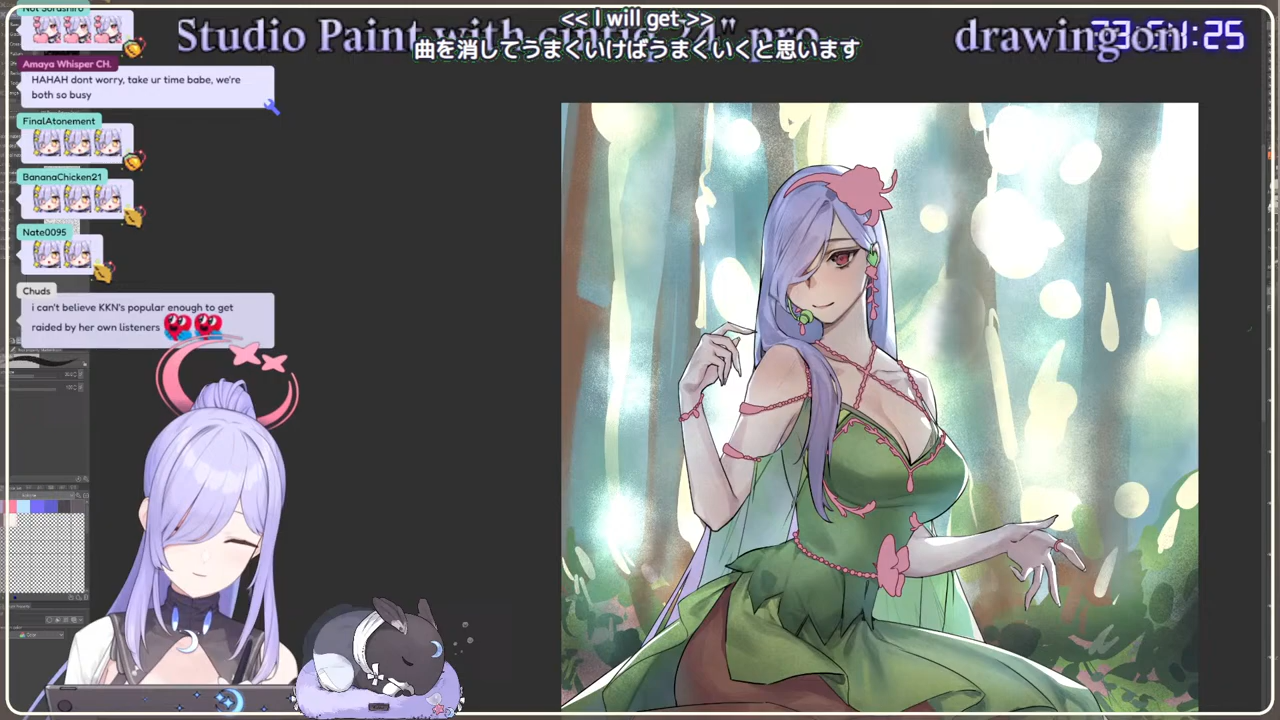 << I will get >>
Studio Paint with cintiq 24" pro
drawing on
曲を消してうまくいけばうまくいくと思います
Not Sorashiro
Amaya Whisper CH.
HAHAH dont worry, take ur time babe, we're
both so busy
FinalAtonement
BananaChicken21
Nate0095
Chuds
i can't believe KKN's popular enough to get
raided by her own listeners